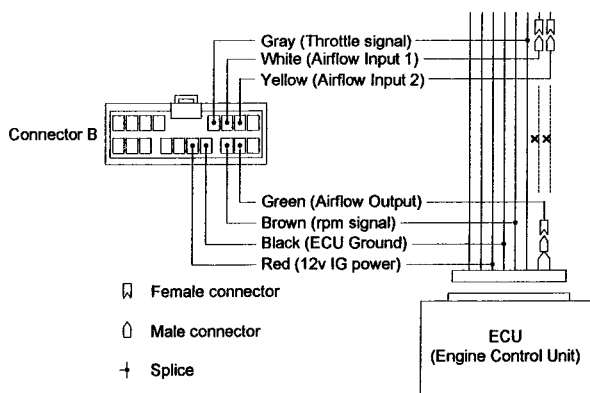 Gray (Throttle signal)
White (Airflow Input 1)
Yellow (Airflow Input 2)
Connector B
Green (Airflow Output)
Brown (rpm signal)
Black (ECU Ground)
Red (12v IG power)
Female connector
Male connector
Splice
ECU
(Engine Control Unit)